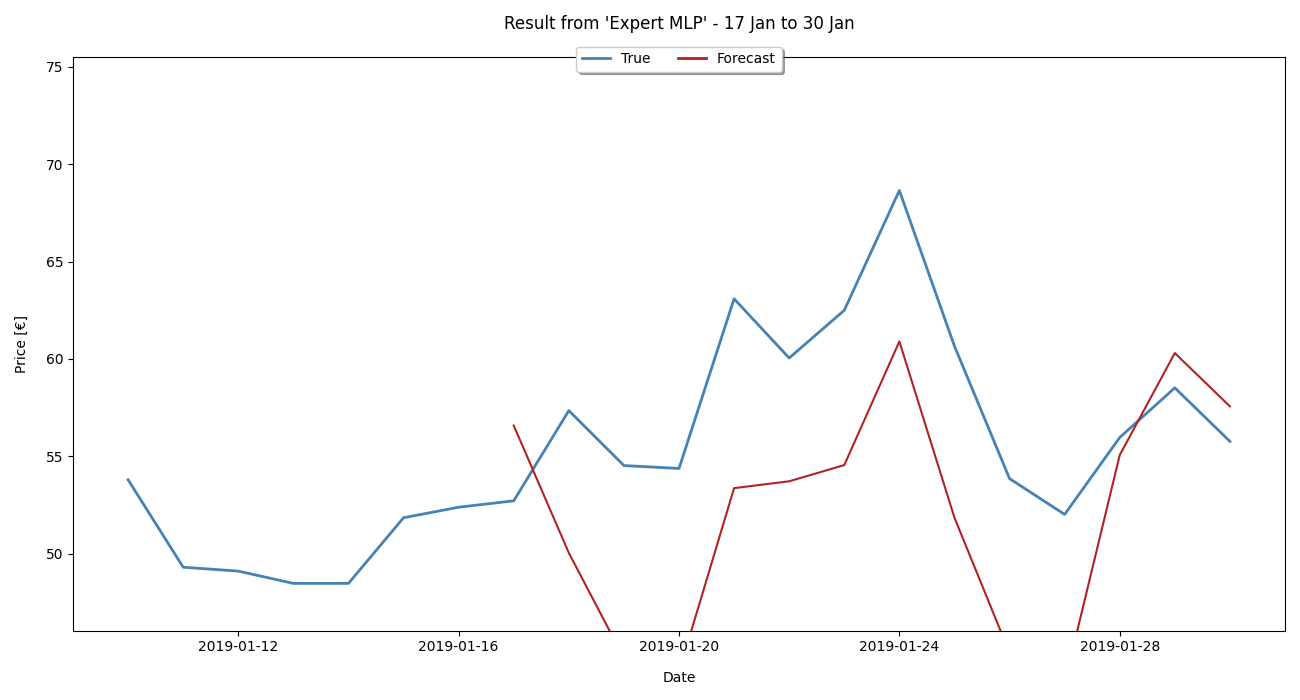 Result from 'Expert MLP' - 17 Jan to 30 Jan
True Forecast
75
70
65
60
55
50
Price [€]
2019-01-12 2019-01-16 2019-01-20 2019-01-24 2019-01-28
Date